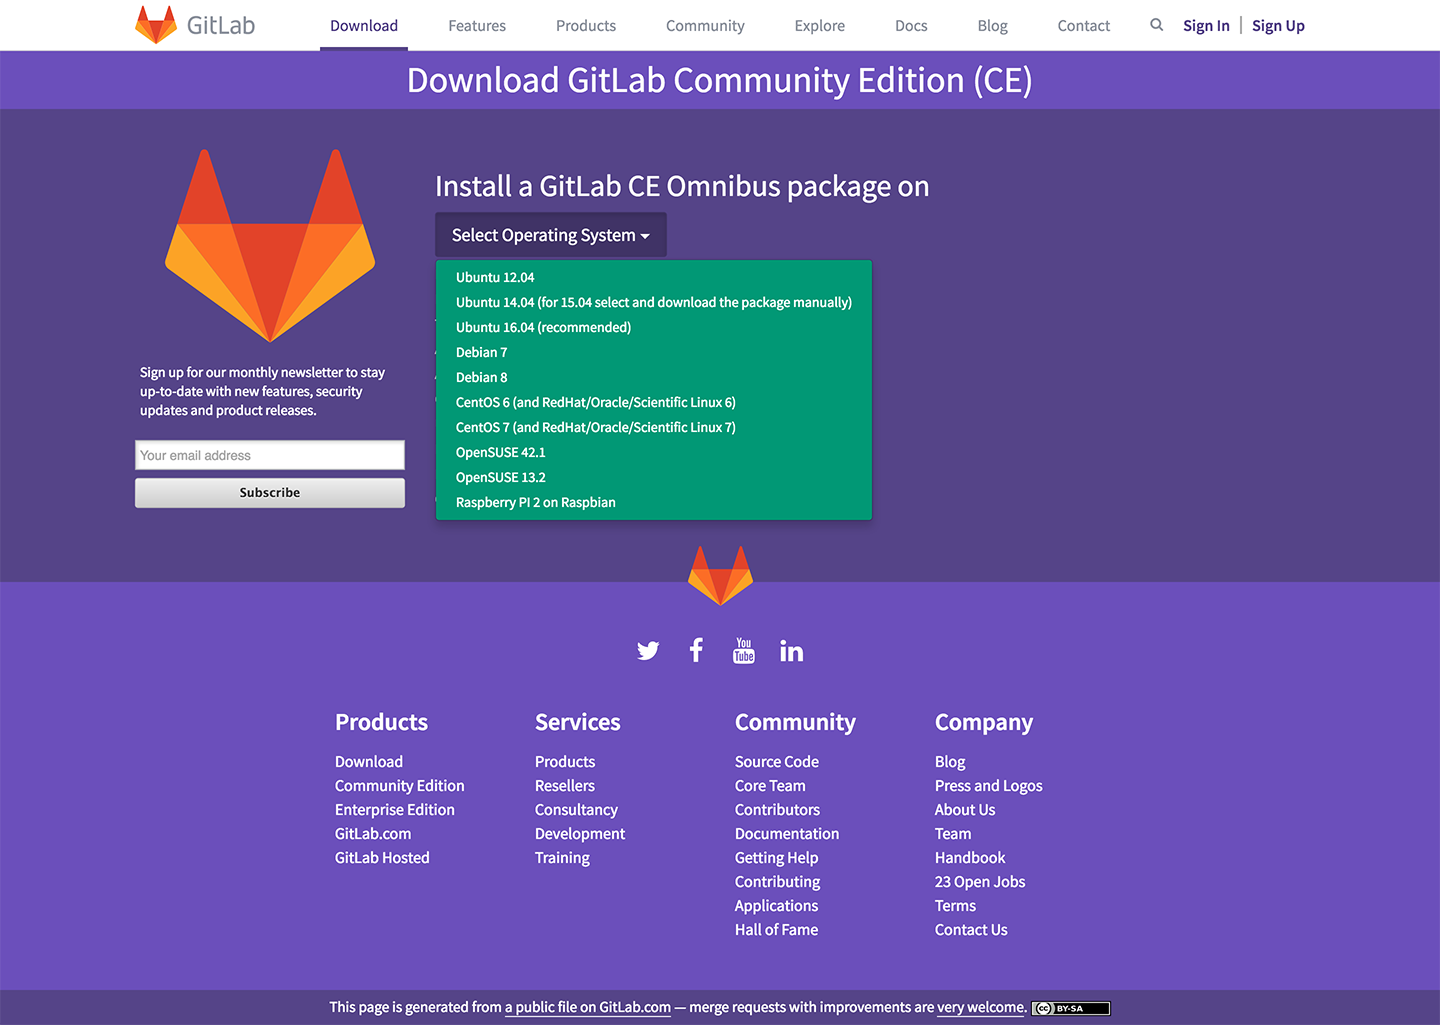 GitLab
Download
Features
Products
Community
Explore
Docs
Blog
Contact
Sign In
Sign Up
Download GitLab Community Edition (CE)
Install a GitLab CE Omnibus package on
Select Operating System
Ubuntu 12.04
Ubuntu 14.04 (for 15.04 select and download the package manually)
Ubuntu 16.04 (recommended)
Debian 7
Debian 8
CentOS 6 (and RedHat/Oracle/Scientific Linux 6)
CentOS 7 (and RedHat/Oracle/Scientific Linux 7)
OpenSUSE 42.1
OpenSUSE 13.2
Raspberry PI 2 on Raspbian
Sign up for our monthly newsletter to stay
up-to-date with new features, security
updates and product releases.
Your email address
Subscribe
You
Tube
in
Products
Download
Community Edition
Enterprise Edition
GitLab.com
GitLab Hosted
Services
Products
Resellers
Consultancy
Development
Training
Community
Source Code
Core Team
Contributors
Documentation
Getting Help
Contributing
Applications
Hall of Fame
Company
Blog
Press and Logos
About Us
Team
Handbook
23 Open Jobs
Terms
Contact Us
This page is generated from a public file on GitLab.com — merge requests with improvements are very welcome. cc BY-SA